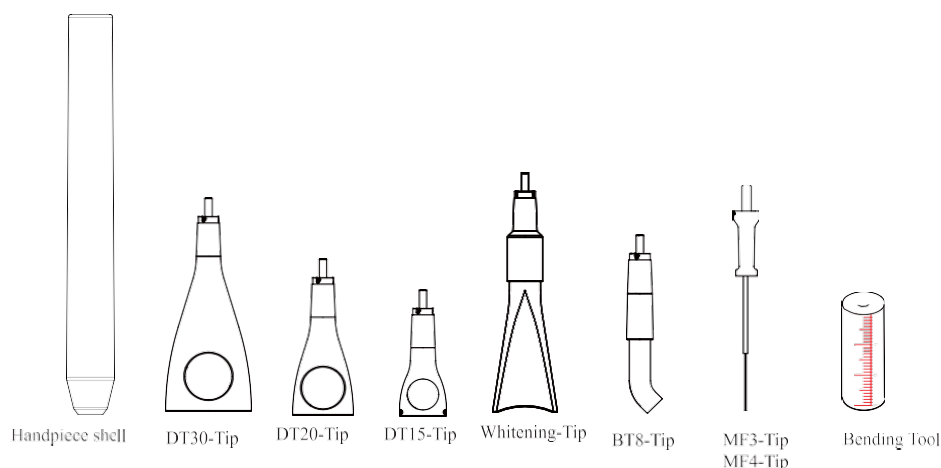 Handpiece shell
DT30-Tip
DT20-Tip
DT15-Tip
Whitening-Tip
BT8-Tip
MF3-Tip
MF4-Tip
Bending Tool